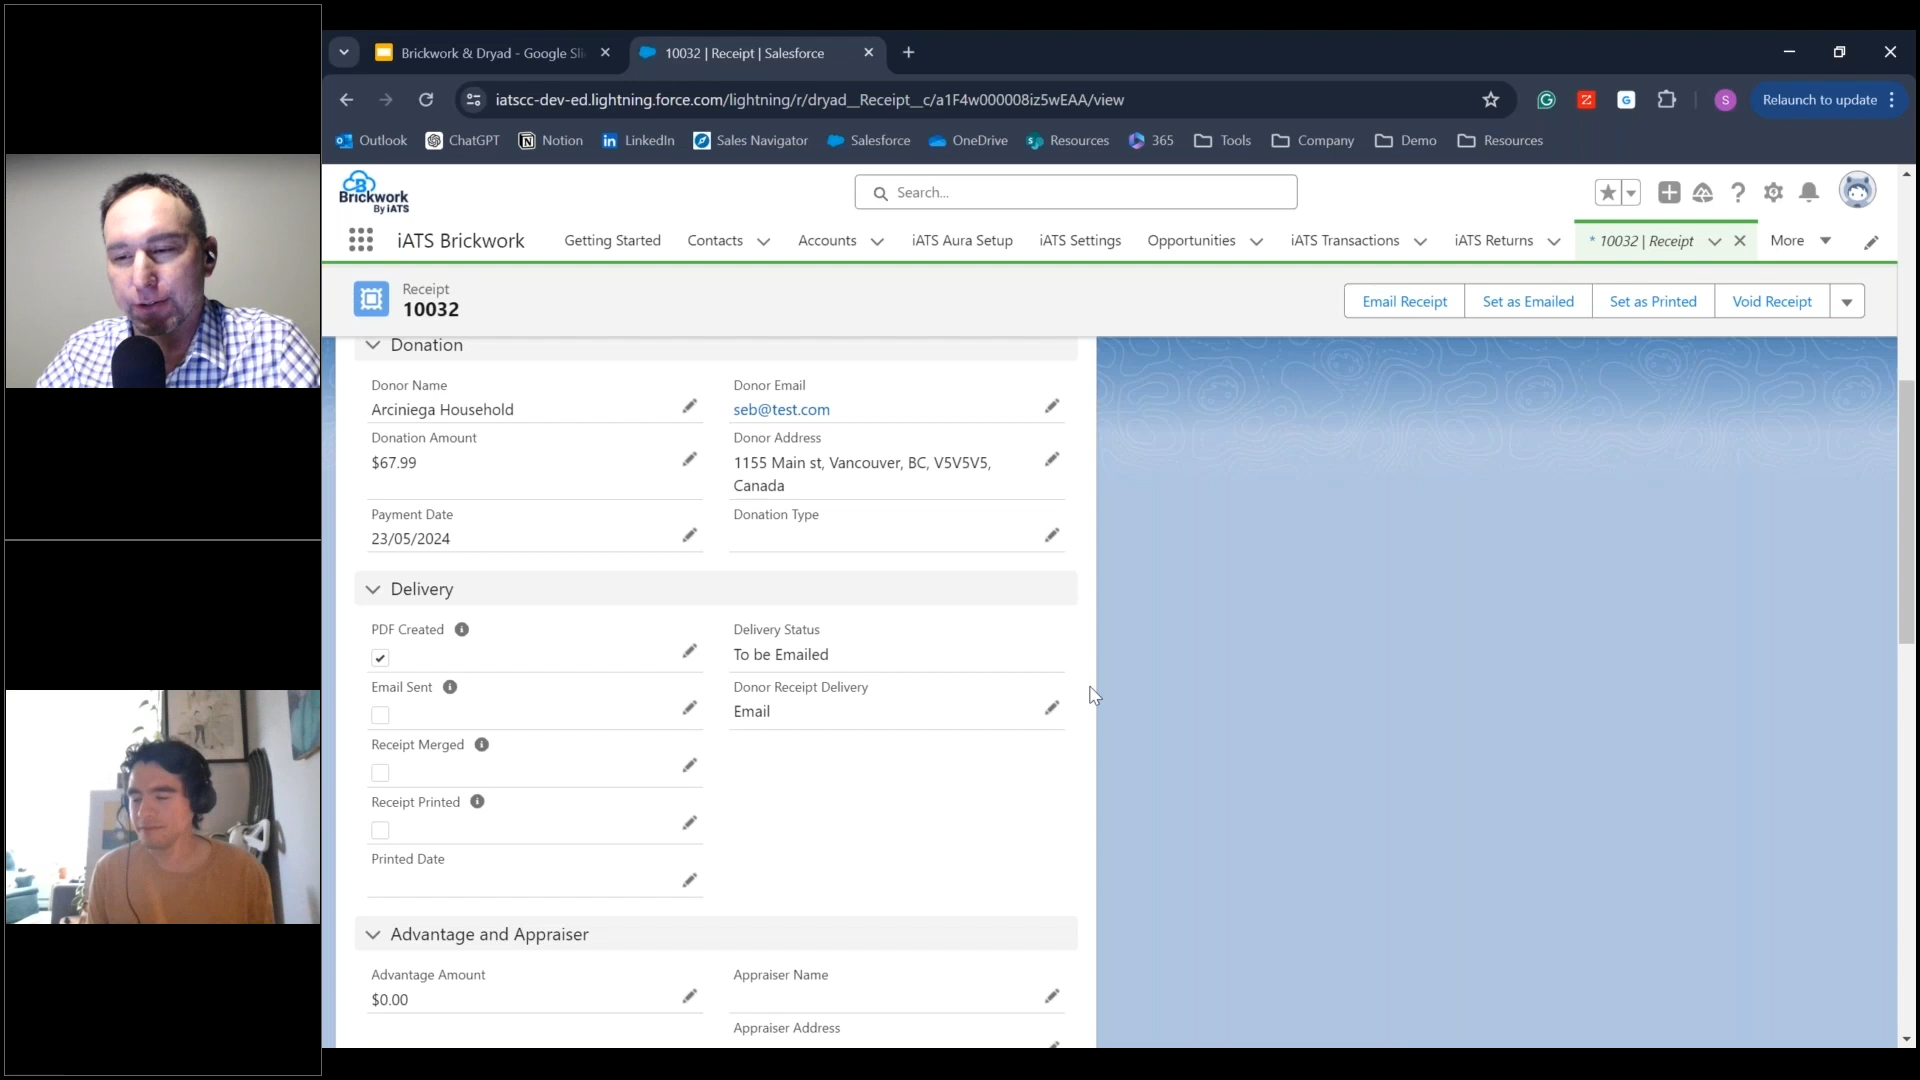 Brickwork & Dryad - Google Sli
10032 | Receipt | Salesforce
iatscc-dev-ed.lightning.force.com/lightning/r/dryad__Receipt__c/a1F4w000008iz5wEAA/view
S
Relaunch to update
Outlook
ChatGPT
Notion
LinkedIn
Sales Navigator
Salesforce
OneDrive
Resources
365
Tools
Company
Demo
Resources
Brickwork
By iATS
Search...
iATS Brickwork
Getting Started
Contacts
Accounts
iATS Aura Setup
iATS Settings
Opportunities
iATS Transactions
iATS Returns
* 10032 | Receipt
More
Receipt
10032
Email Receipt
Set as Emailed
Set as Printed
Void Receipt
Donation
Donor Name
Arciniega Household
Donor Email
seb@test.com
Donation Amount
$67.99
Donor Address
1155 Main st, Vancouver, BC, V5V5V5,
Canada
Payment Date
23/05/2024
Donation Type
Delivery
PDF Created
Delivery Status
To be Emailed
Email Sent
Donor Receipt Delivery
Email
Receipt Merged
Receipt Printed
Printed Date
Advantage and Appraiser
Advantage Amount
$0.00
Appraiser Name
Appraiser Address